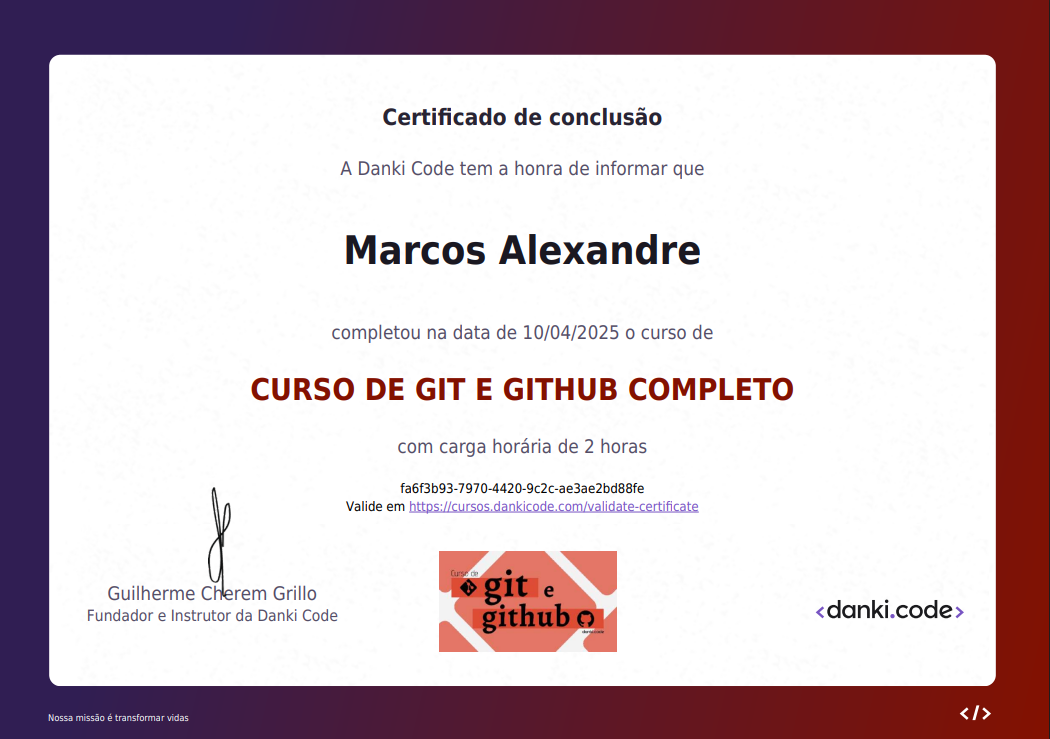 Certificado de conclusão
A Danki Code tem a honra de informar que
Marcos Alexandre
completou na data de 10/04/2025 o curso de
CURSO DE GIT E GITHUB COMPLETO
com carga horária de 2 horas
fa6f3b93-7970-4420-9c2c-ae3ae2bd88fe
Valide em https://cursos.dankicode.com/validate-certificate
Guilherme Cherem Grillo
Fundador e Instrutor da Danki Code
Curso de
git e
github
danki.code
<danki.code>
Nossa missão é transformar vidas
</>